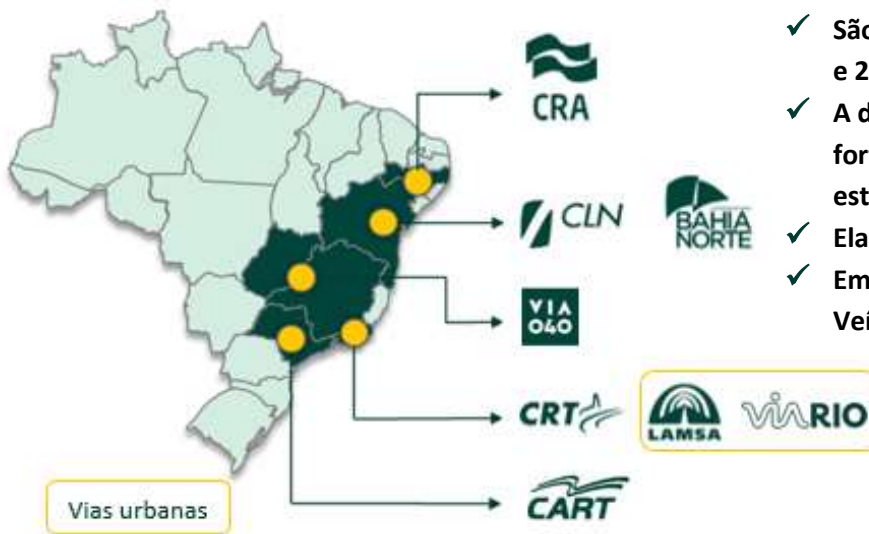 CRA
CLN
BAHIA
NORTE
VIA
040
CRT
LAMSA
VIARIO
CART
Vias urbanas
✓ São
e 2
✓ A d
for
est
✓ Ela
✓ Em
Veí